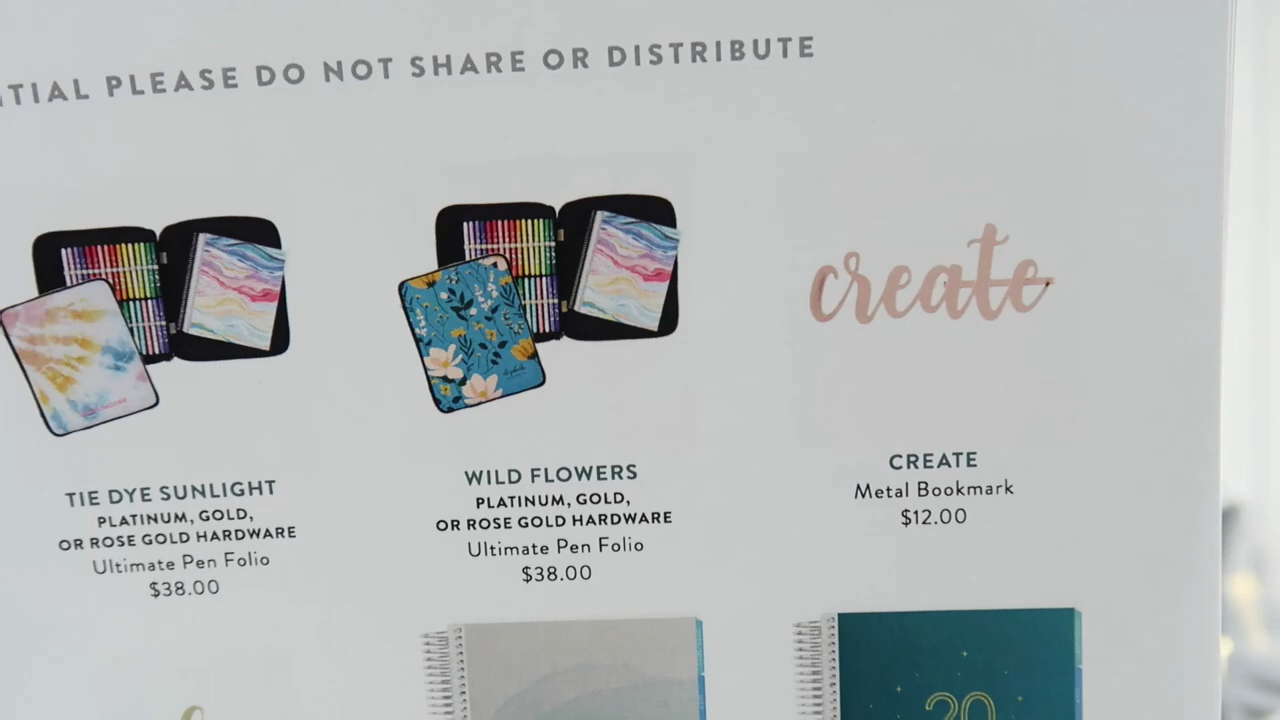 PLEASE DO NOT SHARE OR DISTRIBUTE
create
TIE DYE SUNLIGHT
PLATINUM, GOLD,
OR ROSE GOLD HARDWARE
Ultimate Pen Folio
$38.00
WILD FLOWERS
PLATINUM, GOLD,
OR ROSE GOLD HARDWARE
Ultimate Pen Folio
$38.00
CREATE
Metal Bookmark
$12.00
20